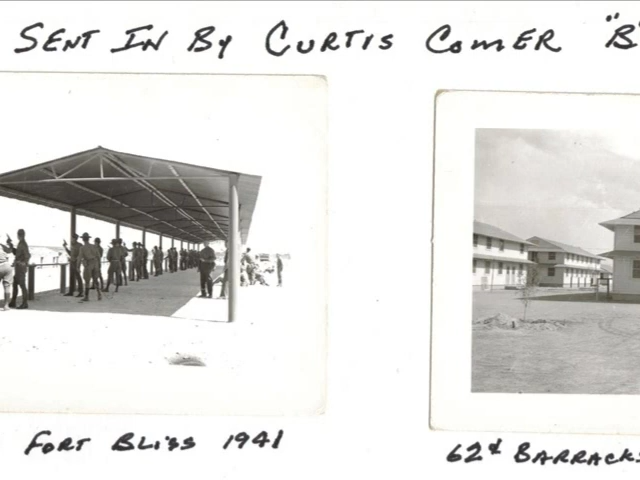 SENT IN BY CURTIS COMER "B"
FORT BLISS 1941
62d BARRACKS